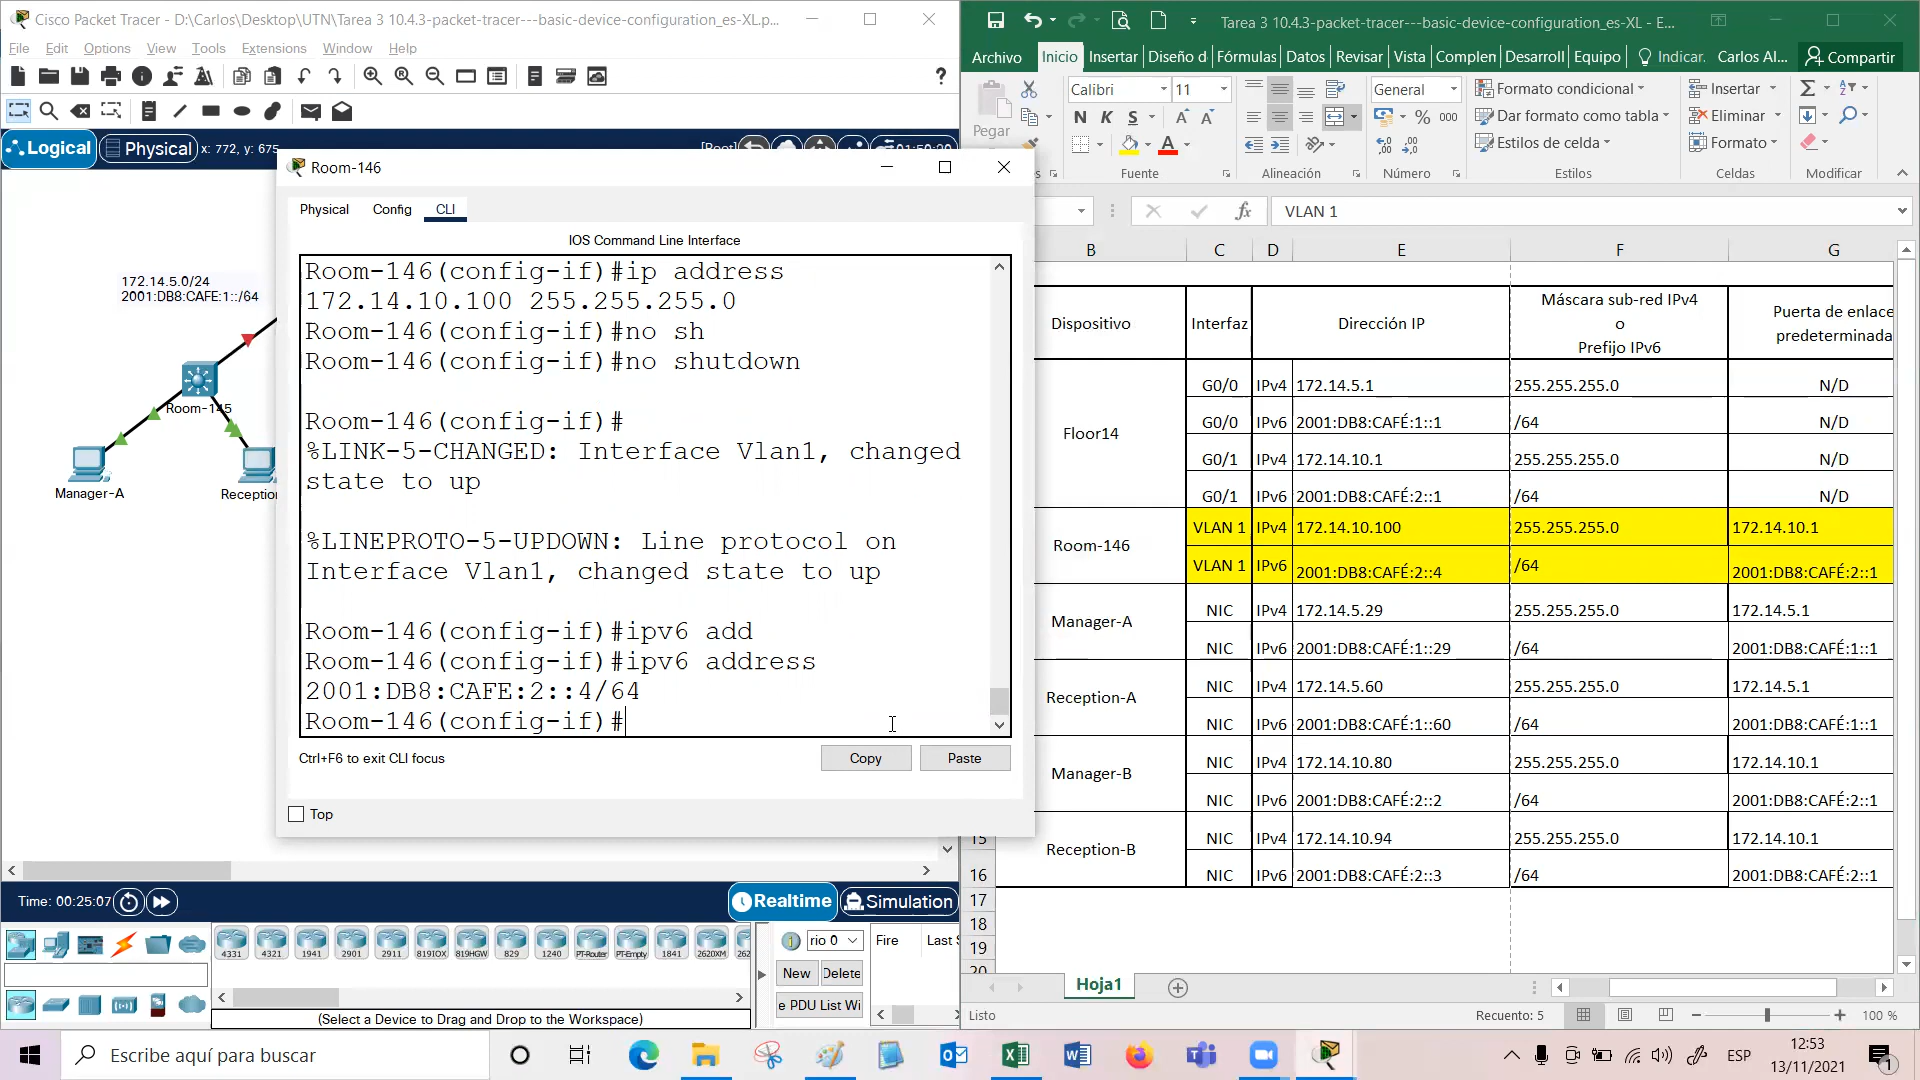 Cisco Packet Tracer - D:\Carlos\Desktop\UTN\Tarea 3 10.4.3-packet-tracer---basic-device-configuration_es-XL.p...
File Edit Options View Tools Extensions Window Help
?
Logical Physical x: 772, y: 675
172.14.5.0/24
2001:DB8:CAFE:1::/64
Room-145
Manager-A
Room-146
Physical Config CLI
IOS Command Line Interface
Room-146(config-if)#ip address
172.14.10.100 255.255.255.0
Room-146(config-if)#no sh
Room-146(config-if)#no shutdown
Room-146(config-if)#
%LINK-5-CHANGED: Interface Vlan1, changed
state to up
%LINEPROTO-5-UPDOWN: Line protocol on
Interface Vlan1, changed state to up
Room-146(config-if)#ipv6 add
Room-146(config-if)#ipv6 address
2001:DB8:CAFE:2::4/64
Room-146(config-if)#
Ctrl+F6 to exit CLI focus Copy Paste
Top
Time: 00:25:07 Realtime Simulation
4331 4321 1941 2901 2911 819IOX 819HGW 829 1240 PT-Router PT-Empty 1841 2620XM 262
(Select a Device to Drag and Drop to the Workspace)
rio 0 Fire Last S
New Delete
e PDU List Wi
Tarea 3 10.4.3-packet-tracer---basic-device-configuration_es-XL - E...
Archivo Inicio Insertar Diseño d Fórmulas Datos Revisar Vista Complen Desarroll Equipo Indicar. Carlos Al... Compartir
Pegar
Calibri 11
N K S
General
% 000
Formato condicional
Dar formato como tabla
Estilos de celda
Insertar
Eliminar
Formato
Fuente Alineación Número Estilos Celdas Modificar
fx VLAN 1
B C D E F G
Dispositivo Interfaz Dirección IP Máscara sub-red IPv4 o Prefijo IPv6 Puerta de enlace predeterminada
Floor14
G0/0 IPv4 172.14.5.1 255.255.255.0 N/D
G0/0 IPv6 2001:DB8:CAFÉ:1::1 /64 N/D
G0/1 IPv4 172.14.10.1 255.255.255.0 N/D
G0/1 IPv6 2001:DB8:CAFÉ:2::1 /64 N/D
Room-146
VLAN 1 IPv4 172.14.10.100 255.255.255.0 172.14.10.1
VLAN 1 IPv6 2001:DB8:CAFÉ:2::4 /64 2001:DB8:CAFÉ:2::1
Manager-A
NIC IPv4 172.14.5.29 255.255.255.0 172.14.5.1
NIC IPv6 2001:DB8:CAFÉ:1::29 /64 2001:DB8:CAFÉ:1::1
Reception-A
NIC IPv4 172.14.5.60 255.255.255.0 172.14.5.1
NIC IPv6 2001:DB8:CAFÉ:1::60 /64 2001:DB8:CAFÉ:1::1
Manager-B
NIC IPv4 172.14.10.80 255.255.255.0 172.14.10.1
NIC IPv6 2001:DB8:CAFÉ:2::2 /64 2001:DB8:CAFÉ:2::1
Reception-B
15 NIC IPv4 172.14.10.94 255.255.255.0 172.14.10.1
16 NIC IPv6 2001:DB8:CAFÉ:2::3 /64 2001:DB8:CAFÉ:2::1
17
18
19
20
Hoja1
Listo Recuento: 5 100 %
Escribe aquí para buscar
ESP
12:53
13/11/2021
1